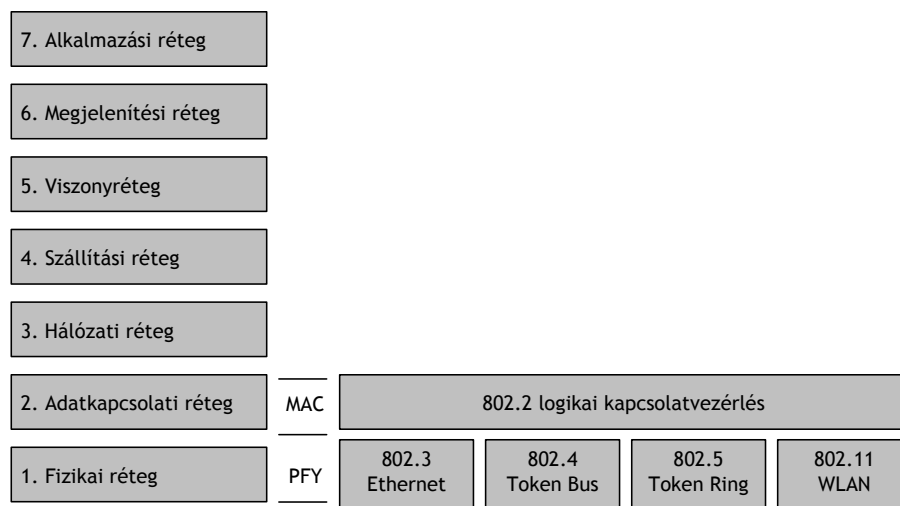 7. Alkalmazási réteg
6. Megjelenítési réteg
5. Viszonyréteg
4. Szállítási réteg
3. Hálózati réteg
2. Adatkapcsolati réteg
MAC
802.2 logikai kapcsolatvezérlés
1. Fizikai réteg
PFY
802.3
Ethernet
802.4
Token Bus
802.5
Token Ring
802.11
WLAN